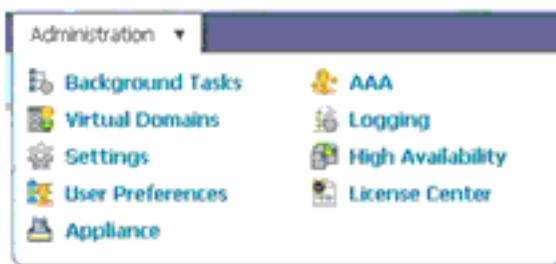 Administration ▼
Background Tasks
Virtual Domains
Settings
User Preferences
Appliance
AAA
Logging
High Availability
License Center